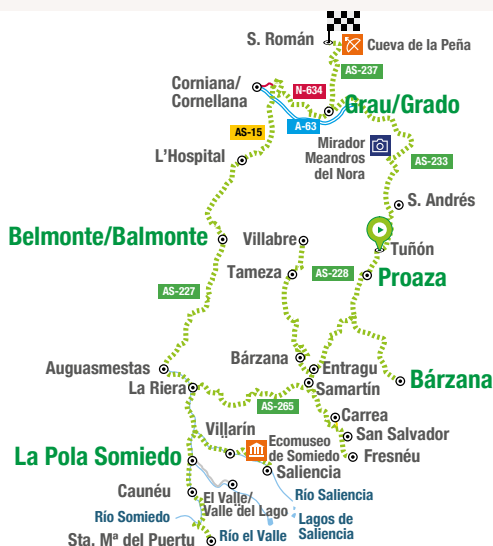 S. Román
Cueva de la Peña
AS-237
Corniana/
Cornellana
N-634
Grau/Grado
A-63
AS-15
Mirador
Meandros
del Nora
AS-233
L'Hospital
S. Andrés
Belmonte/Balmonte
Villabre
Tuñón
Tameza
AS-228
Proaza
AS-227
Bárzana
Entragu
Auguasmestas
Samartín
Bárzana
La Riera
AS-265
Carrea
Villarín
Ecomuseo
de Somiedo
San Salvador
La Pola Somiedo
Saliencia
Fresnéu
Caunéu
El Valle/
Valle del Lago
Río Saliencia
Río Somiedo
Lagos de
Saliencia
Sta. Mª del Puertu
Río el Valle